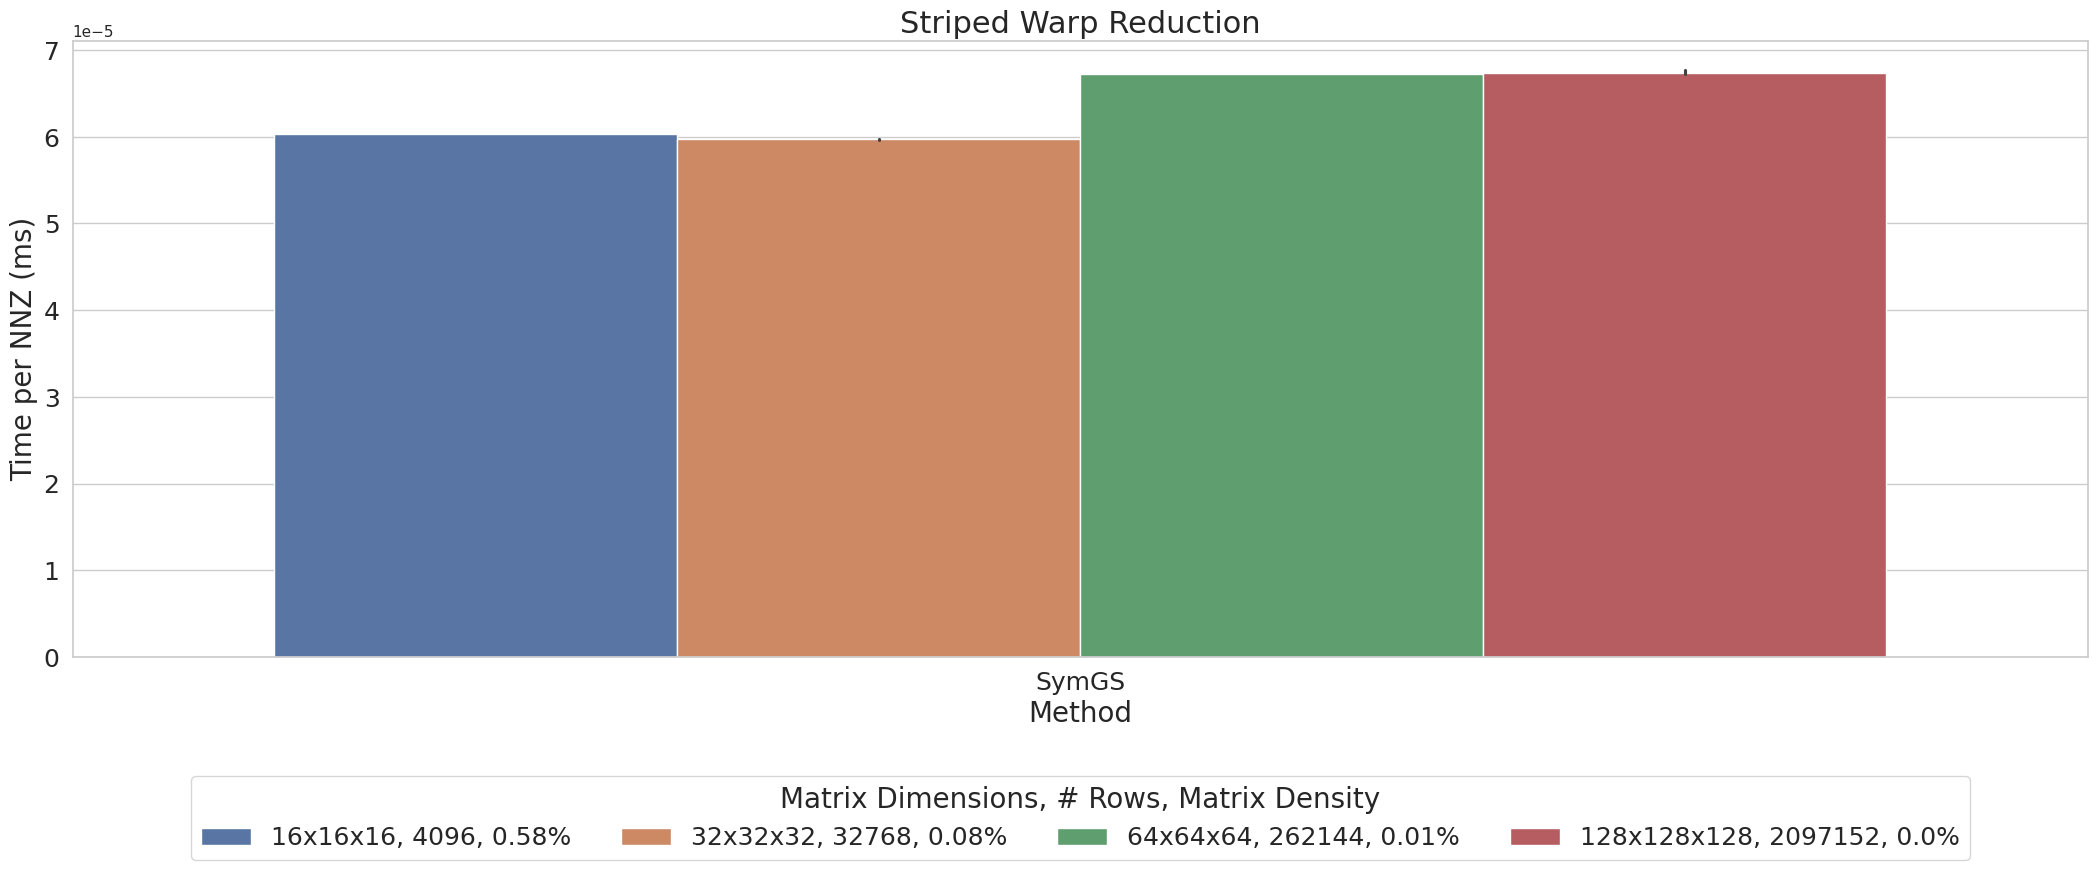 Striped Warp Reduction
1e−5
7
6
5
4
3
2
1
0
Time per NNZ (ms)
SymGS
Method
Matrix Dimensions, # Rows, Matrix Density
16x16x16, 4096, 0.58% 32x32x32, 32768, 0.08% 64x64x64, 262144, 0.01% 128x128x128, 2097152, 0.0%